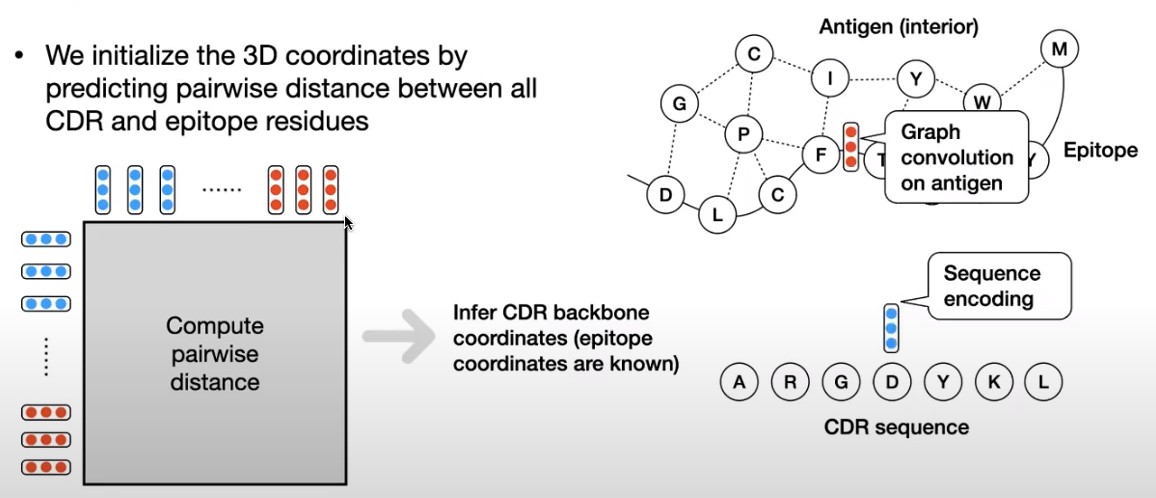 • We initialize the 3D coordinates by
predicting pairwise distance between all
CDR and epitope residues
......
......
Compute
pairwise
distance
Infer CDR backbone
coordinates (epitope
coordinates are known)
Antigen (interior)
M
C
I
Y
G
W
P
F
T
Y
Graph
convolution
on antigen
Epitope
D
L
C
Sequence
encoding
A R G D Y K L
CDR sequence